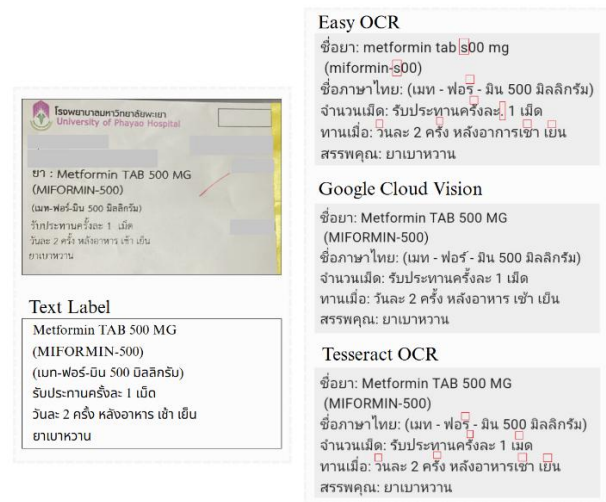 โรงพยาบาลมหาวิทยาลัยพะเยา
University of Phayao Hospital
ยา : Metformin TAB 500 MG
(MIFORMIN-500)
(เมท-ฟอร์-มิน 500 มิลลิกรัม)
รับประทานครั้งละ 1 เม็ด
วันละ 2 ครั้ง หลังอาหาร เช้า เย็น
ยาเบาหวาน
Text Label
Metformin TAB 500 MG
(MIFORMIN-500)
(เมท-ฟอร์-มิน 500 มิลลิกรัม)
รับประทานครั้งละ 1 เม็ด
วันละ 2 ครั้ง หลังอาหาร เช้า เย็น
ยาเบาหวาน
Easy OCR
ชื่อยา: metformin tab s00 mg
(miformin-s00)
ชื่อภาษาไทย: (เมท - ฟอร - มิน 500 มิลลิกรัม)
จำนวนเม็ด: รับประทานครังละ. 1 เม็ด
ทานเมื่อ: วนละ 2 ครัง หลังอาการเชา เยน
สรรพคุณ: ยาเบาหวาน
Google Cloud Vision
ชื่อยา: Metformin TAB 500 MG
(MIFORMIN-500)
ชื่อภาษาไทย: (เมท - ฟอร์ - มิน 500 มิลลิกรัม)
จำนวนเม็ด: รับประทานครั้งละ 1 เม็ด
ทานเมื่อ: วันละ 2 ครั้ง หลังอาหาร เช้า เย็น
สรรพคุณ: ยาเบาหวาน
Tesseract OCR
ชื่อยา: Metformin TAB 500 MG
(MIFORMIN-500)
ชื่อภาษาไทย: (เมท - ฟอร - มิน 500 มิลลิกรัม)
จำนวนเม็ด: รับประทานครังละ 1 เมด
ทานเมื่อ: วนละ 2 ครัง หลังอาหารเชา เยน
สรรพคุณ: ยาเบาหวาน